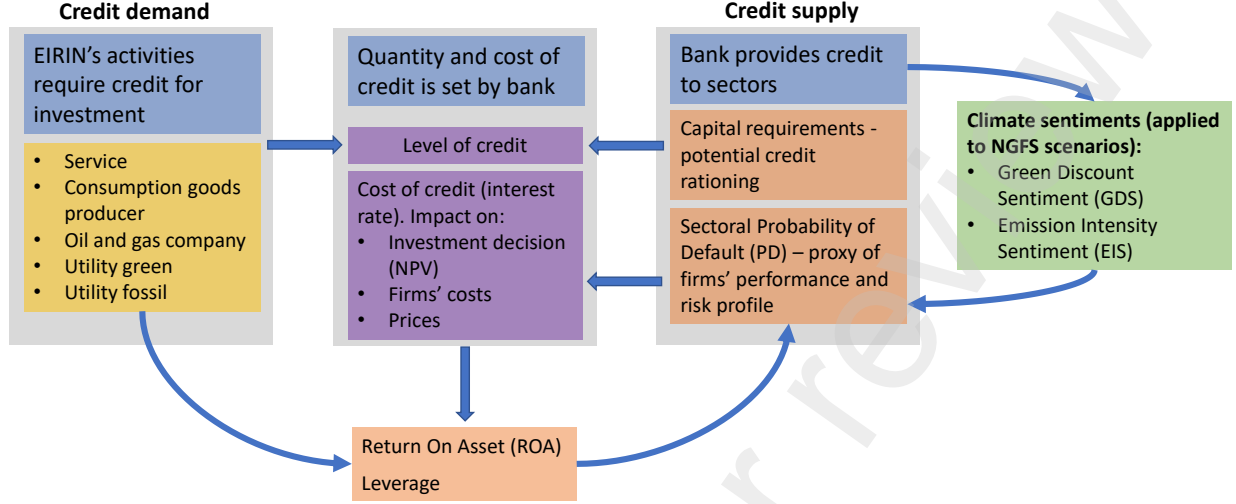 Credit demand
EIRIN's activities
require credit for
investment
• Service
• Consumption goods
producer
• Oil and gas company
• Utility green
• Utility fossil
Quantity and cost of
credit is set by bank
Level of credit
Cost of credit (interest
rate). Impact on:
• Investment decision
(NPV)
• Firms' costs
• Prices
Credit supply
Bank provides credit
to sectors
Capital requirements -
potential credit
rationing
Sectoral Probability of
Default (PD) – proxy of
firms' performance and
risk profile
Climate sentiments (applied
to NGFS scenarios):
• Green Discount
Sentiment (GDS)
• Emission Intensity
Sentiment (EIS)
Return On Asset (ROA)
Leverage
r review